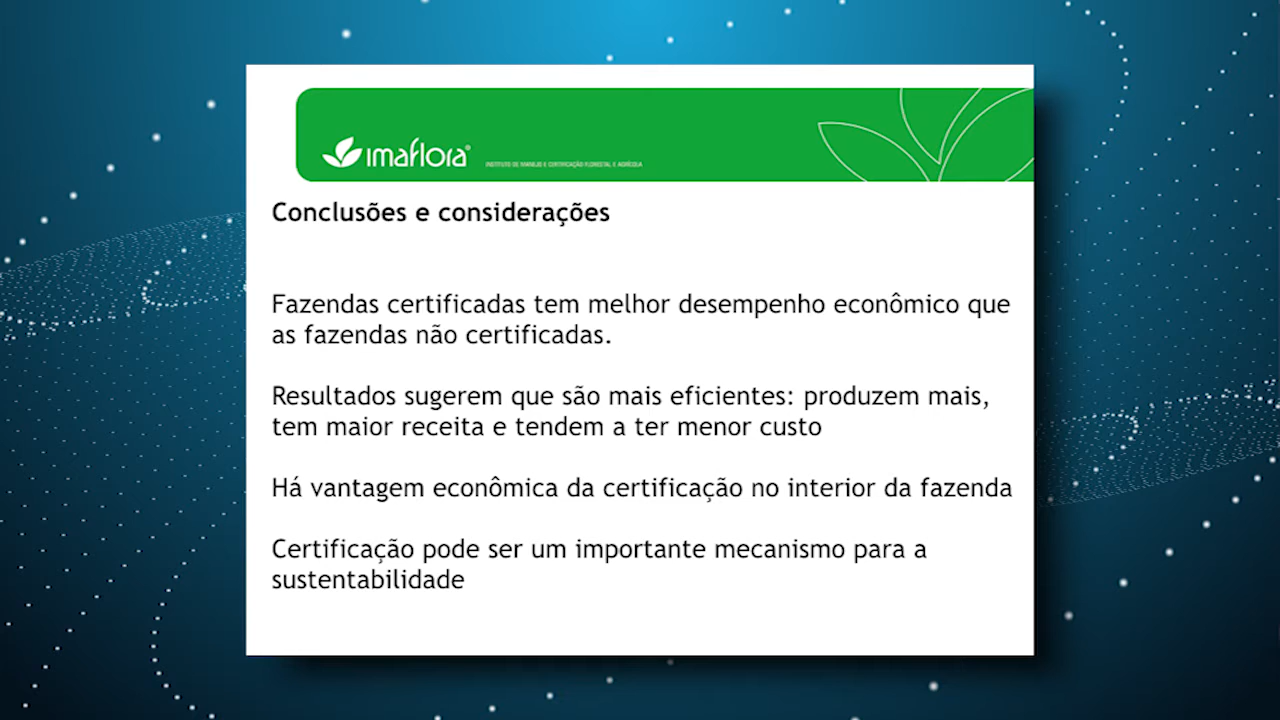 imaflora®
INSTITUTO DE MANEJO E CERTIFICAÇÃO FLORESTAL E AGRÍCOLA
Conclusões e considerações
Fazendas certificadas tem melhor desempenho econômico que
as fazendas não certificadas.
Resultados sugerem que são mais eficientes: produzem mais,
tem maior receita e tendem a ter menor custo
Há vantagem econômica da certificação no interior da fazenda
Certificação pode ser um importante mecanismo para a
sustentabilidade